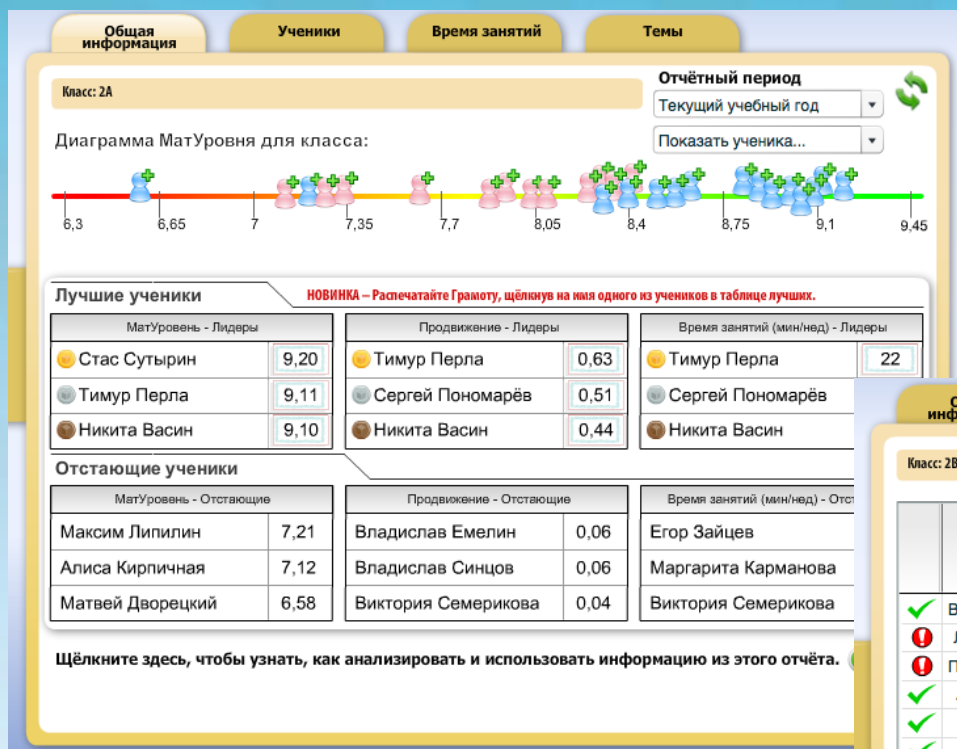 Общая
информация
Ученики
Время занятий
Темы
Класс: 2А
Отчётный период
Текущий учебный год
Диаграмма МатУровня для класса:
Показать ученика...
6,3 6,65 7 7,35 7,7 8,05 8,4 8,75 9,1 9,45
Лучшие ученики
НОВИНКА – Распечатайте Грамоту, щёлкнув на имя одного из учеников в таблице лучших.
МатУровень - Лидеры Продвижение - Лидеры Время занятий (мин/нед) - Лидеры
Стас Сутырин 9,20 Тимур Перла 0,63 Тимур Перла 22
Тимур Перла 9,11 Сергей Пономарёв 0,51 Сергей Пономарёв
Никита Васин 9,10 Никита Васин 0,44 Никита Васин
Отстающие ученики
МатУровень - Отстающие Продвижение - Отстающие Время занятий (мин/нед) -
Максим Липилин 7,21 Владислав Емелин 0,06 Егор Зайцев
Алиса Кирпичная 7,12 Владислав Синцов 0,06 Маргарита Карманова
Матвей Дворецкий 6,58 Виктория Семерикова 0,04 Виктория Семерикова
Щёлкните здесь, чтобы узнать, как анализировать и использовать информацию из этого отчёта.
Класс: 2В